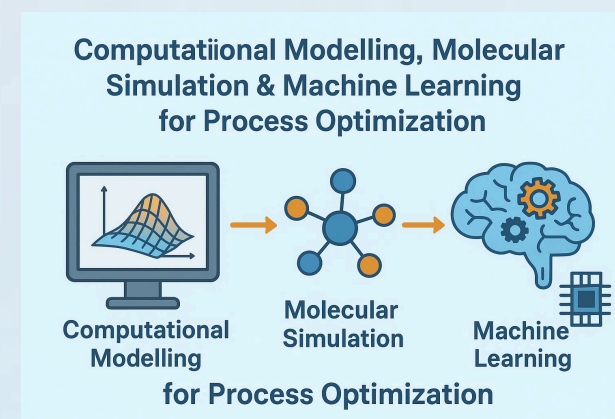 Computatiional Modelling, Molecular
Simulation & Machine Learning
for Process Optimization
Computational
Modelling
Molecular
Simulation
Machine
Learning
for Process Optimization